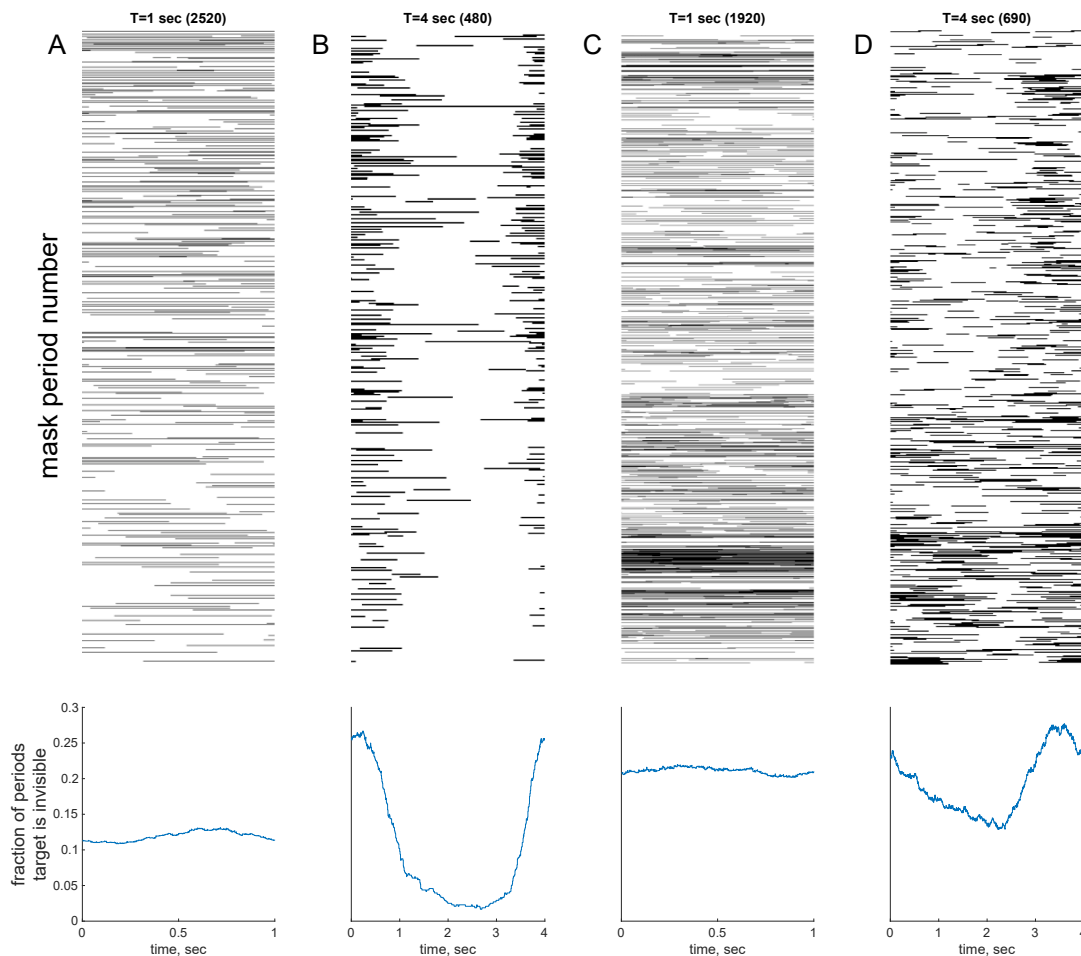 T=1 sec (2520)
T=4 sec (480)
T=1 sec (1920)
T=4 sec (690)
A
B
C
D
mask period number
fraction of periods
target is invisible
0.3
0.25
0.2
0.15
0.1
0.05
0
0
0.5
1
0
1
2
3
4
0
0.5
1
0
1
2
3
4
time, sec
time, sec
time, sec
time, sec